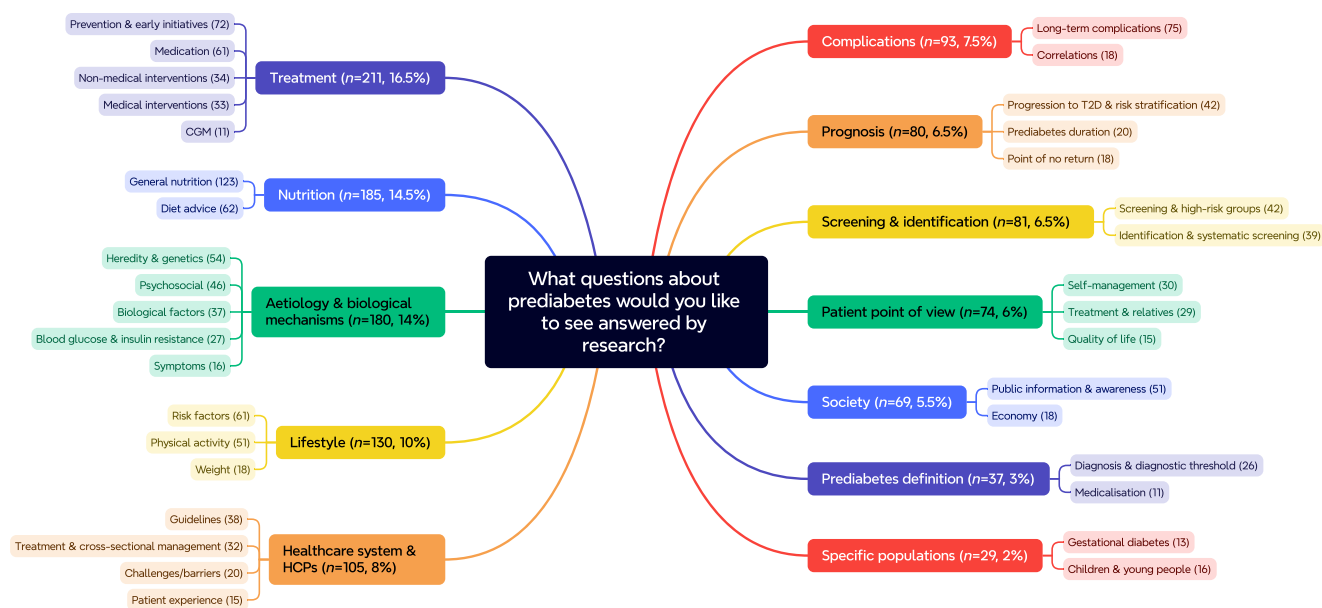 What questions about
prediabetes would you like
to see answered by
research?
Treatment (n=211, 16.5%)
Prevention & early initiatives (72)
Medication (61)
Non-medical interventions (34)
Medical interventions (33)
CGM (11)
Nutrition (n=185, 14.5%)
General nutrition (123)
Diet advice (62)
Aetiology & biological
mechanisms (n=180, 14%)
Heredity & genetics (54)
Psychosocial (46)
Biological factors (37)
Blood glucose & insulin resistance (27)
Symptoms (16)
Lifestyle (n=130, 10%)
Risk factors (61)
Physical activity (51)
Weight (18)
Healthcare system &
HCPs (n=105, 8%)
Guidelines (38)
Treatment & cross-sectional management (32)
Challenges/barriers (20)
Patient experience (15)
Complications (n=93, 7.5%)
Long-term complications (75)
Correlations (18)
Prognosis (n=80, 6.5%)
Progression to T2D & risk stratification (42)
Prediabetes duration (20)
Point of no return (18)
Screening & identification (n=81, 6.5%)
Screening & high-risk groups (42)
Identification & systematic screening (39)
Patient point of view (n=74, 6%)
Self-management (30)
Treatment & relatives (29)
Quality of life (15)
Society (n=69, 5.5%)
Public information & awareness (51)
Economy (18)
Prediabetes definition (n=37, 3%)
Diagnosis & diagnostic threshold (26)
Medicalisation (11)
Specific populations (n=29, 2%)
Gestational diabetes (13)
Children & young people (16)